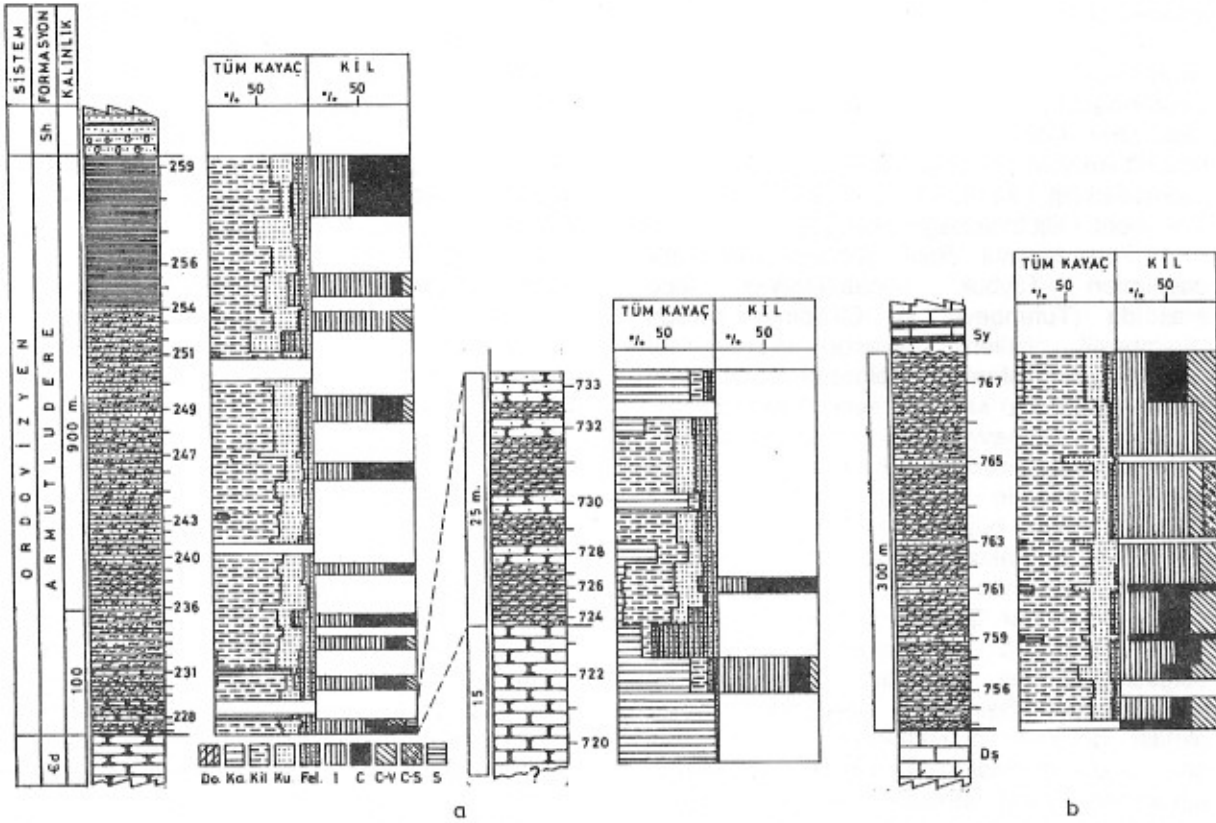 SİSTEM
FORMASYON
KALINLIK
Sh
ORDOVİZYEN
ARMUTLUDERE
900 m.
100
Єd
259
256
254
251
249
247
243
240
236
231
228
TÜM KAYAÇ
KİL
% 50
% 50
Do. Ka. Kil Ku Fel. I C C-V C-S S
25 m.
15
733
732
730
728
726
724
722
720
?
TÜM KAYAÇ
KİL
% 50
% 50
a
300 m
Sy
767
765
763
761
759
756
Dş
TÜM KAYAÇ
KİL
% 50
% 50
b